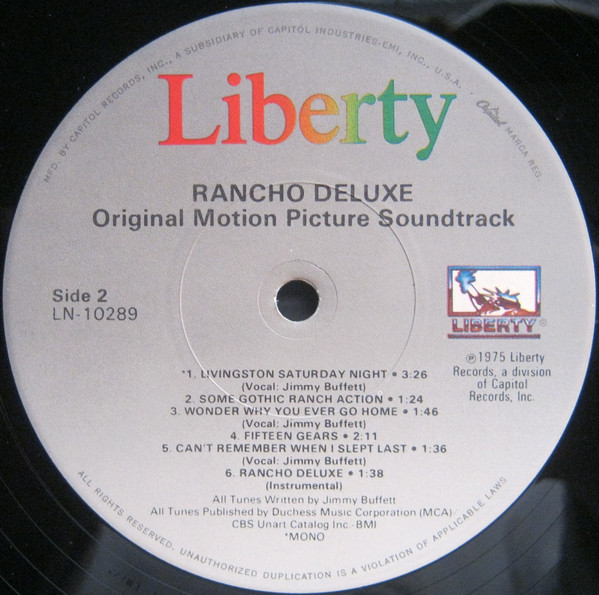 MFD. BY CAPITOL RECORDS, INC., A SUBSIDIARY OF CAPITOL INDUSTRIES-EMI, INC., U.S.A. · Capitol MARCA REG.
Liberty
RANCHO DELUXE
Original Motion Picture Soundtrack
Side 2
LN-10289
LIBERTY®
℗1975 Liberty
Records, a division
of Capitol
Records, Inc.
*1. LIVINGSTON SATURDAY NIGHT • 3:26
(Vocal: Jimmy Buffett)
2. SOME GOTHIC RANCH ACTION • 1:24
3. WONDER WHY YOU EVER GO HOME • 1:46
(Vocal: Jimmy Buffett)
4. FIFTEEN GEARS • 2:11
5. CAN'T REMEMBER WHEN I SLEPT LAST • 1:36
(Vocal: Jimmy Buffett)
6. RANCHO DELUXE • 1:38
(Instrumental)
All Tunes Written by Jimmy Buffett
All Tunes Published by Duchess Music Corporation (MCA)
CBS Unart Catalog Inc.-BMI
*MONO
ALL RIGHTS RESERVED. UNAUTHORIZED DUPLICATION IS A VIOLATION OF APPLICABLE LAWS